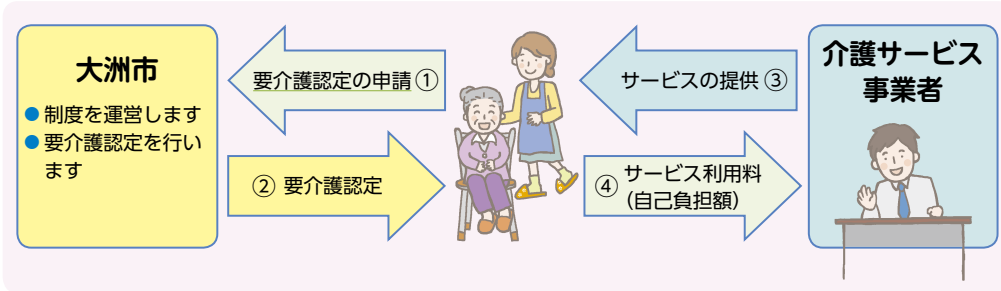 大洲市
● 制度を運営します
● 要介護認定を行い
ます
要介護認定の申請 ①
② 要介護認定
サービスの提供 ③
④ サービス利用料
(自己負担額)
介護サービス
事業者